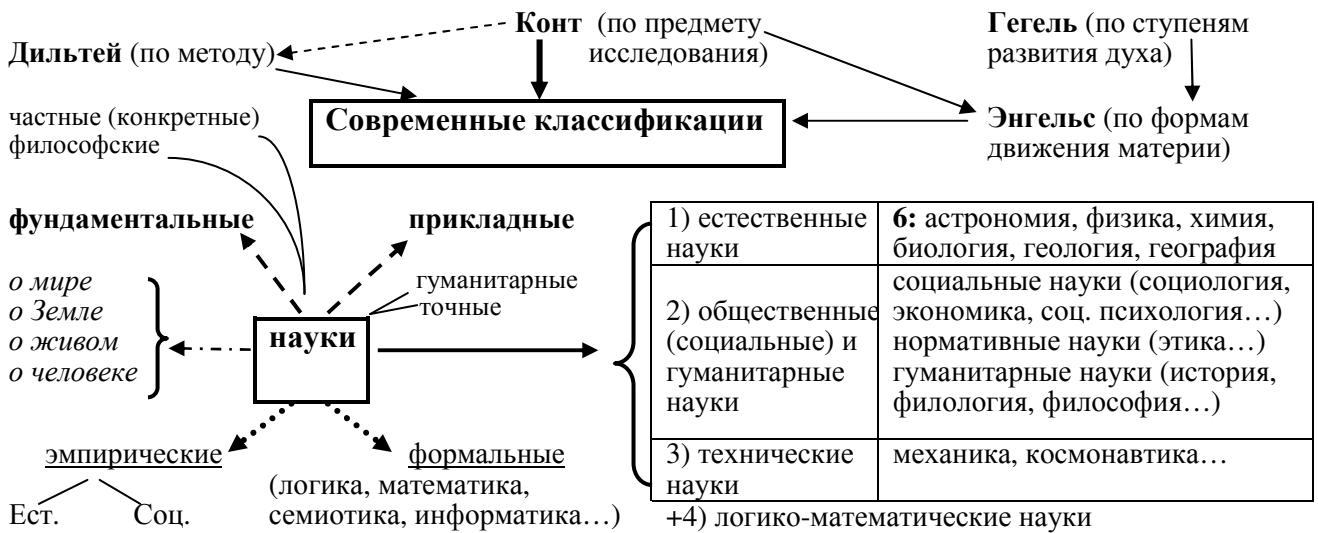 Конт (по предмету исследования)
Гегель (по ступеням развития духа)
Дильтей (по методу)
Современные классификации
Энгельс (по формам движения материи)
частные (конкретные)
философские
фундаментальные
прикладные
гуманитарные
точные
о мире
о Земле
о живом
о человеке
науки
эмпирические
Ест. Соц.
формальные
(логика, математика,
семиотика, информатика…)
1) естественные
науки
6: астрономия, физика, химия,
биология, геология, география
2) общественные
(социальные) и
гуманитарные
науки
социальные науки (социология,
экономика, соц. психология…)
нормативные науки (этика…)
гуманитарные науки (история,
филология, философия…)
3) технические
науки
механика, космонавтика…
+4) логико-математические науки